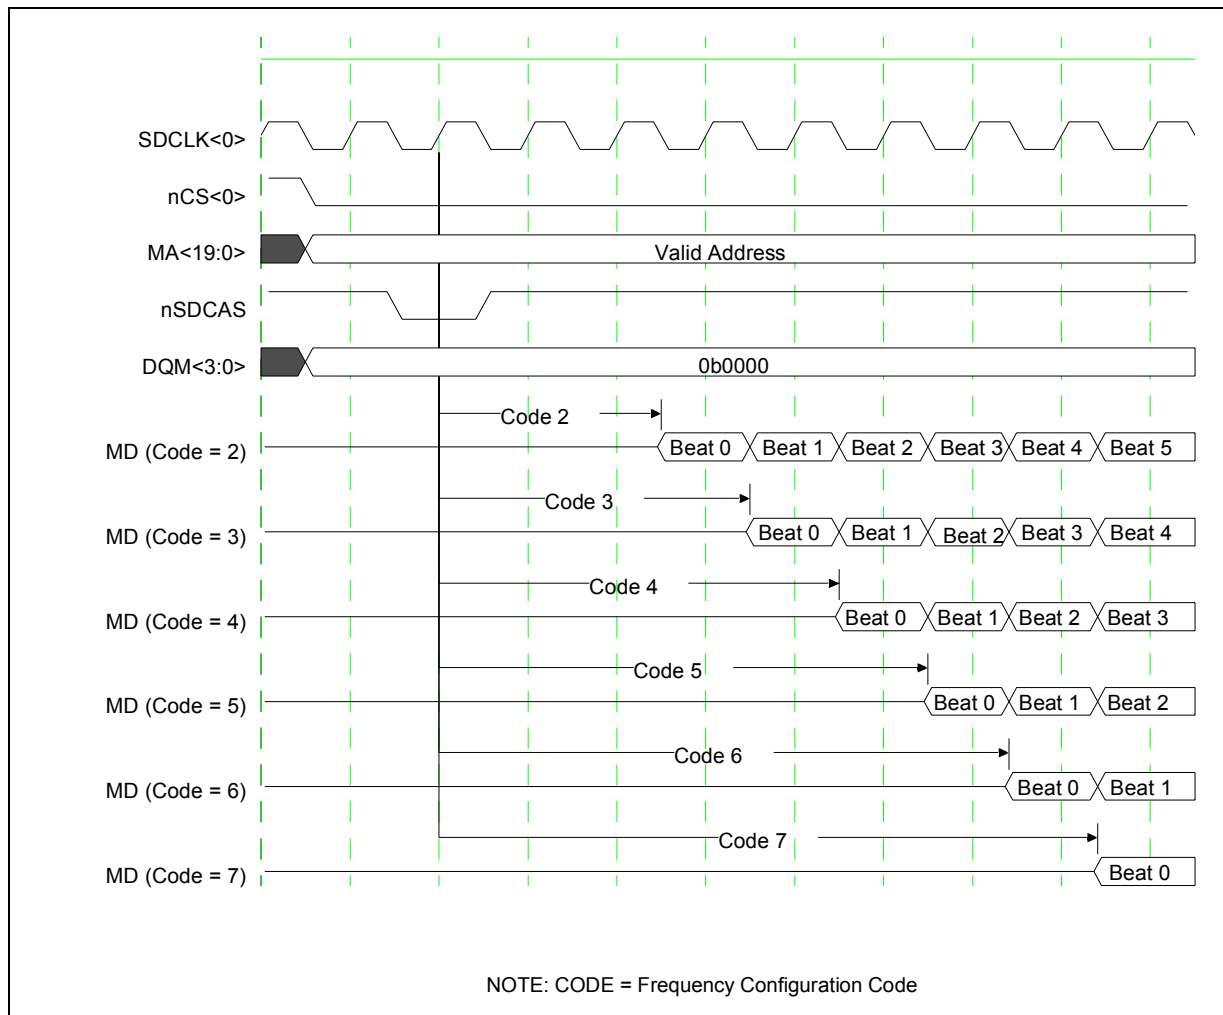 SDCLK<0>
nCS<0>
MA<19:0>
Valid Address
nSDCAS
DQM<3:0>
0b0000
Code 2
MD (Code = 2)
Beat 0 Beat 1 Beat 2 Beat 3 Beat 4 Beat 5
Code 3
MD (Code = 3)
Beat 0 Beat 1 Beat 2 Beat 3 Beat 4
Code 4
MD (Code = 4)
Beat 0 Beat 1 Beat 2 Beat 3
Code 5
MD (Code = 5)
Beat 0 Beat 1 Beat 2
Code 6
MD (Code = 6)
Beat 0 Beat 1
Code 7
MD (Code = 7)
Beat 0
NOTE: CODE = Frequency Configuration Code